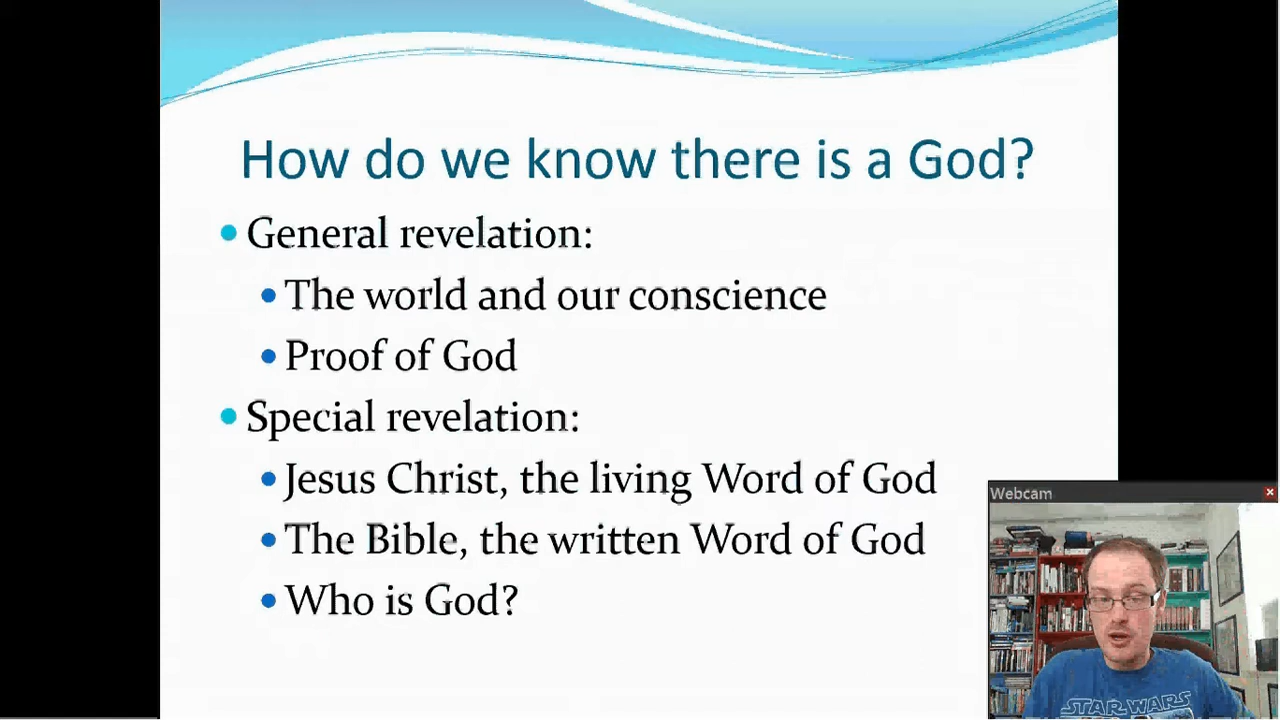 How do we know there is a God?
General revelation:
The world and our conscience
Proof of God
Special revelation:
Jesus Christ, the living Word of God
The Bible, the written Word of God
Who is God?
Webcam
STAR WARS